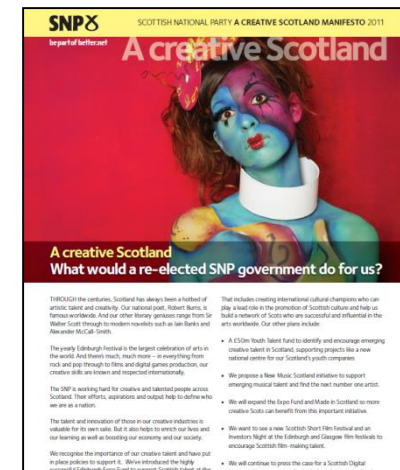 SNP
SCOTTISH NATIONAL PARTY A CREATIVE SCOTLAND MANIFESTO 2011
be part of better.net
A creative Scotland
A creative Scotland
What would a re-elected SNP government do for us?
THROUGH the centuries, Scotland has always been a hotbed of
artistic talent and creativity. Our national poet, Robert Burns, is
famous worldwide. And our other literary geniuses range from Sir
Walter Scott through to modern novelists such as Iain Banks and
Alexander McCall-Smith.
The yearly Edinburgh Festival is the largest celebration of arts in
the world. And there's much, much more – in everything from
rock and pop through to films and digital games production, our
creative skills are known and respected internationally.
The SNP is working hard for creative and talented people across
Scotland. Their efforts, aspirations and output help to define who
we are as a nation.
The talent and innovation of those in our creative industries is
valuable for its own sake. But it also helps to enrich our lives and
our learning as well as boosting our economy and our society.
We recognise the importance of our creative talent and have put
in place policies to support it. We've introduced the highly
successful Edinburgh Expo Fund to support Scottish talent at the
That includes creating international cultural champions who can
play a lead role in the promotion of Scottish culture and help us
build a network of Scots who are successful and influential in the
arts worldwide. Our other plans include:
• A £50m Youth Talent fund to identify and encourage emerging
creative talent in Scotland, supporting projects like a new
national centre for our Scotland's youth companies
• We propose a New Music Scotland initiative to support
emerging musical talent and find the next number one artist.
• We will expand the Expo Fund and Made in Scotland so more
creative Scots can benefit from this important initiative.
• We want to see a new Scottish Short Film Festival and an
Investors Night at the Edinburgh and Glasgow film festivals to
encourage Scottish film-making talent.
• We will continue to press the case for a Scottish Digital